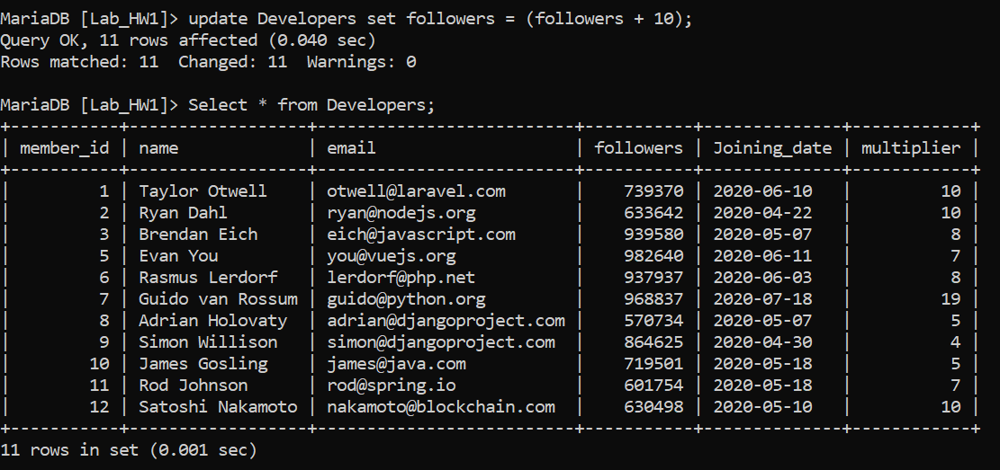 MariaDB [Lab_HW1]> update Developers set followers = (followers + 10);
Query OK, 11 rows affected (0.040 sec)
Rows matched: 11  Changed: 11  Warnings: 0

MariaDB [Lab_HW1]> Select * from Developers;
+-----------+------------------+---------------------------+-----------+--------------+------------+
| member_id | name             | email                     | followers | Joining_date | multiplier |
+-----------+------------------+---------------------------+-----------+--------------+------------+
|         1 | Taylor Otwell    | otwell@laravel.com        |    739370 | 2020-06-10   |         10 |
|         2 | Ryan Dahl        | ryan@nodejs.org           |    633642 | 2020-04-22   |         10 |
|         3 | Brendan Eich     | eich@javascript.com       |    939580 | 2020-05-07   |          8 |
|         5 | Evan You         | you@vuejs.org             |    982640 | 2020-06-11   |          7 |
|         6 | Rasmus Lerdorf   | lerdorf@php.net           |    937937 | 2020-06-03   |          8 |
|         7 | Guido van Rossum | guido@python.org          |    968837 | 2020-07-18   |         19 |
|         8 | Adrian Holovaty  | adrian@djangoproject.com  |    570734 | 2020-05-07   |          5 |
|         9 | Simon Willison   | simon@djangoproject.com   |    864625 | 2020-04-30   |          4 |
|        10 | James Gosling    | james@java.com            |    719501 | 2020-05-18   |          5 |
|        11 | Rod Johnson      | rod@spring.io             |    601754 | 2020-05-18   |          7 |
|        12 | Satoshi Nakamoto | nakamoto@blockchain.com   |    630498 | 2020-05-10   |         10 |
+-----------+------------------+---------------------------+-----------+--------------+------------+
11 rows in set (0.001 sec)